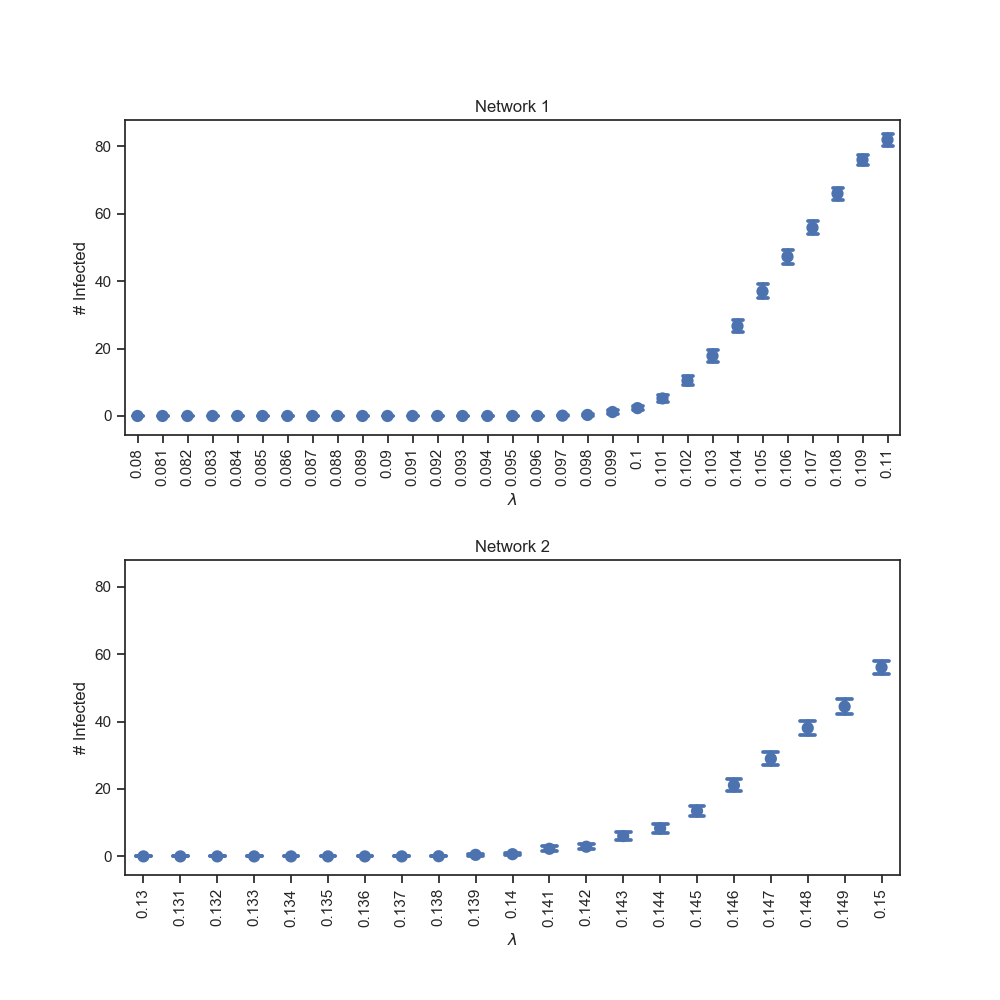 Network 1
# Infected
80
60
40
20
0
0.08 0.081 0.082 0.083 0.084 0.085 0.086 0.087 0.088 0.089 0.09 0.091 0.092 0.093 0.094 0.095 0.096 0.097 0.098 0.099 0.1 0.101 0.102 0.103 0.104 0.105 0.106 0.107 0.108 0.109 0.11
λ
Network 2
# Infected
80
60
40
20
0
0.13 0.131 0.132 0.133 0.134 0.135 0.136 0.137 0.138 0.139 0.14 0.141 0.142 0.143 0.144 0.145 0.146 0.147 0.148 0.149 0.15
λ